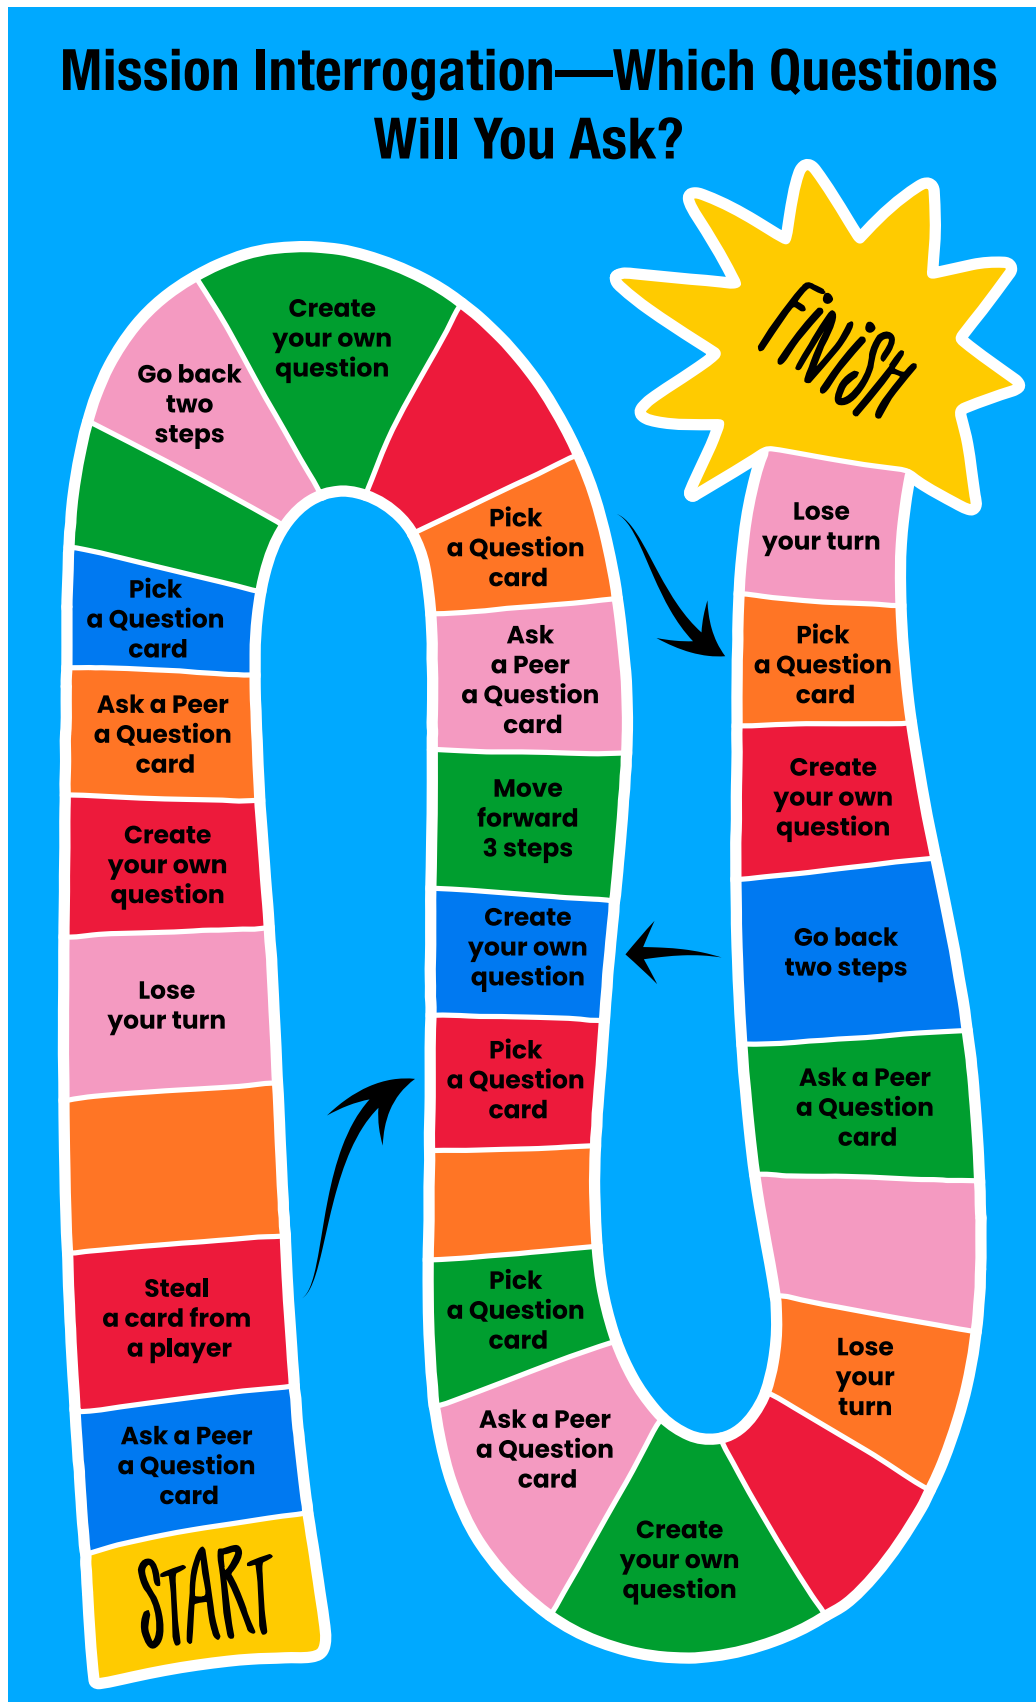 Mission Interrogation—Which Questions
Will You Ask?
START
Ask a Peer
a Question
card
Steal
a card from
a player
Lose
your turn
Create
your own
question
Ask a Peer
a Question
card
Pick
a Question
card
Go back
two
steps
Create
your own
question
Pick
a Question
card
Ask
a Peer
a Question
card
Move
forward
3 steps
Create
your own
question
Pick
a Question
card
Pick
a Question
card
Ask a Peer
a Question
card
Create
your own
question
Lose
your
turn
Ask a Peer
a Question
card
Go back
two steps
Create
your own
question
Pick
a Question
card
Lose
your turn
FINISH